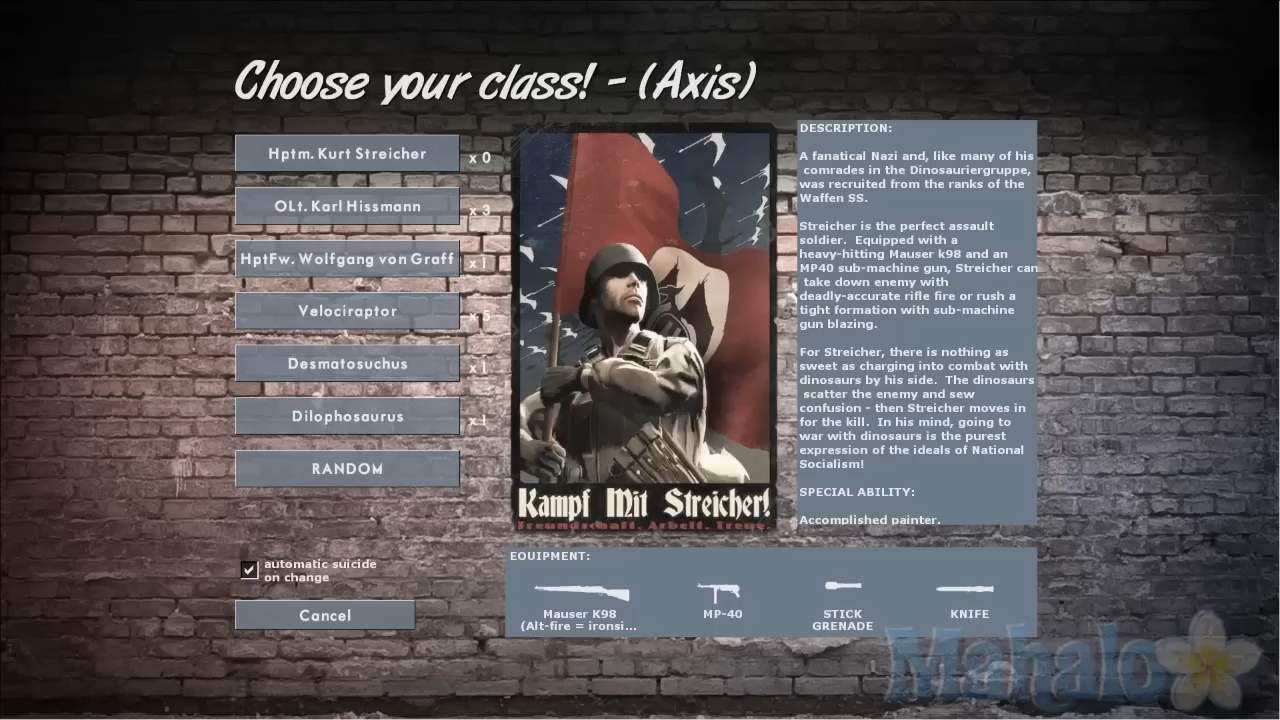 Choose your class! - (Axis)
Hptm. Kurt Streicher
x 0
OLt. Karl Hissmann
x 3
HptFw. Wolfgang von Graff
x 1
Velociraptor
x 5
Desmatosuchus
x 1
Dilophosaurus
x 1
RANDOM
automatic suicide
on change
Cancel
Kampf Mit Streicher!
Freundschaft. Arbeit. Treue.
DESCRIPTION:
A fanatical Nazi and, like many of his
comrades in the Dinosauriergruppe,
was recruited from the ranks of the
Waffen SS.
Streicher is the perfect assault
soldier. Equipped with a
heavy-hitting Mauser k98 and an
MP40 sub-machine gun, Streicher can
take down enemy with
deadly-accurate rifle fire or rush a
tight formation with sub-machine
gun blazing.
For Streicher, there is nothing as
sweet as charging into combat with
dinosaurs by his side. The dinosaurs
scatter the enemy and sew
confusion - then Streicher moves in
for the kill. In his mind, going to
war with dinosaurs is the purest
expression of the ideals of National
Socialism!
SPECIAL ABILITY:
Accomplished painter.
EQUIPMENT:
Mauser K98
(Alt-fire = ironsi...
MP-40
STICK
GRENADE
KNIFE
Mahalo